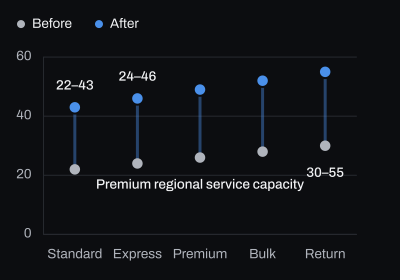 Before After
60
22–43
24–46
40
20
30–55
Premium regional service capacity
0
Standard Express Premium Bulk Return